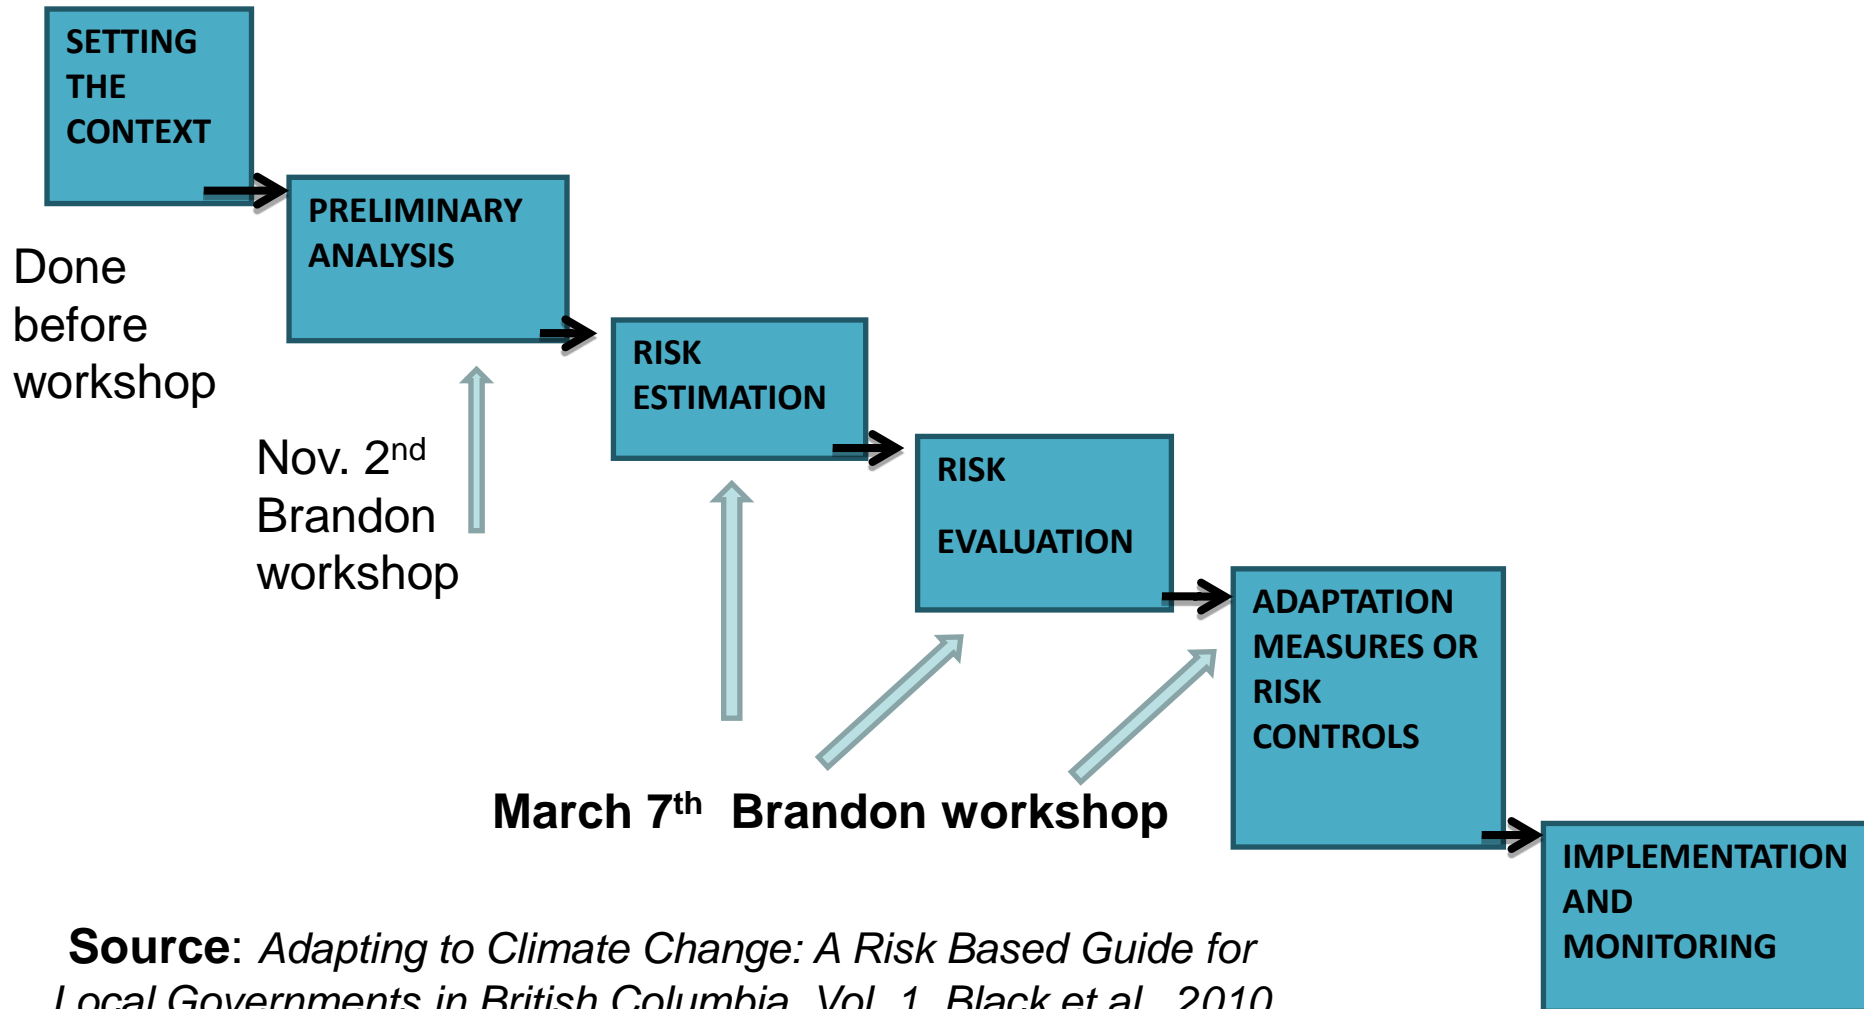 SETTING
THE
CONTEXT
PRELIMINARY
ANALYSIS
Done
before
workshop
RISK
ESTIMATION
Nov. 2nd
Brandon
workshop
RISK
EVALUATION
ADAPTATION
MEASURES OR
RISK
CONTROLS
March 7th Brandon workshop
IMPLEMENTATION
AND
MONITORING
Source: Adapting to Climate Change: A Risk Based Guide for
Local Governments in British Columbia, Vol. 1, Black et al., 2010